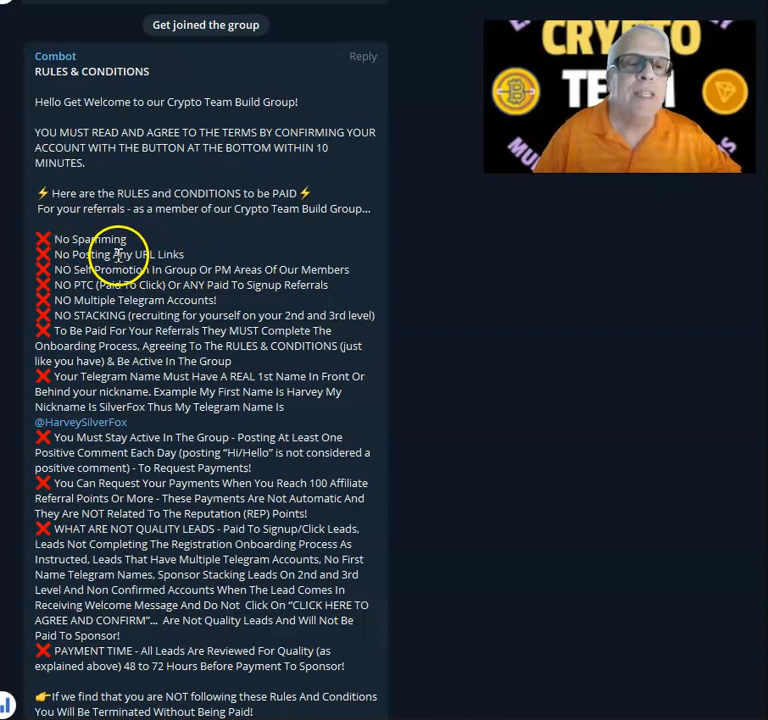 Get joined the group
Combot
Reply
RULES & CONDITIONS
Hello Get Welcome to our Crypto Team Build Group!
YOU MUST READ AND AGREE TO THE TERMS BY CONFIRMING YOUR
ACCOUNT WITH THE BUTTON AT THE BOTTOM WITHIN 10
MINUTES.
⚡Here are the RULES and CONDITIONS to be PAID⚡
For your referrals - as a member of our Crypto Team Build Group...
❌ No Spamming
❌ No Posting Any URL Links
❌ NO Self Promotion In Group Or PM Areas Of Our Members
❌ NO PTC (Paid To Click) Or ANY Paid To Signup Referrals
❌ NO Multiple Telegram Accounts!
❌ NO STACKING (recruiting for yourself on your 2nd and 3rd level)
❌ To Be Paid For Your Referrals They MUST Complete The
Onboarding Process, Agreeing To The RULES & CONDITIONS (just
like you have) & Be Active In The Group
❌ Your Telegram Name Must Have A REAL 1st Name In Front Or
Behind your nickname. Example My First Name Is Harvey My
Nickname Is SilverFox Thus My Telegram Name Is
@HarveySilverFox
❌ You Must Stay Active In The Group - Posting At Least One
Positive Comment Each Day (posting "Hi/Hello" is not considered a
positive comment) - To Request Payments!
❌ You Can Request Your Payments When You Reach 100 Affiliate
Referral Points Or More - These Payments Are Not Automatic And
They Are NOT Related To The Reputation (REP) Points!
❌ WHAT ARE NOT QUALITY LEADS - Paid To Signup/Click Leads,
Leads Not Completing The Registration Onboarding Process As
Instructed, Leads That Have Multiple Telegram Accounts, No First
Name Telegram Names, Sponsor Stacking Leads On 2nd and 3rd
Level And Non Confirmed Accounts When The Lead Comes In
Receiving Welcome Message And Do Not Click On "CLICK HERE TO
AGREE AND CONFIRM"... Are Not Quality Leads And Will Not Be
Paid To Sponsor!
❌ PAYMENT TIME - All Leads Are Reviewed For Quality (as
explained above) 48 to 72 Hours Before Payment To Sponsor!
👉If we find that you are NOT following these Rules And Conditions
You Will Be Terminated Without Being Paid!
CRYPTO